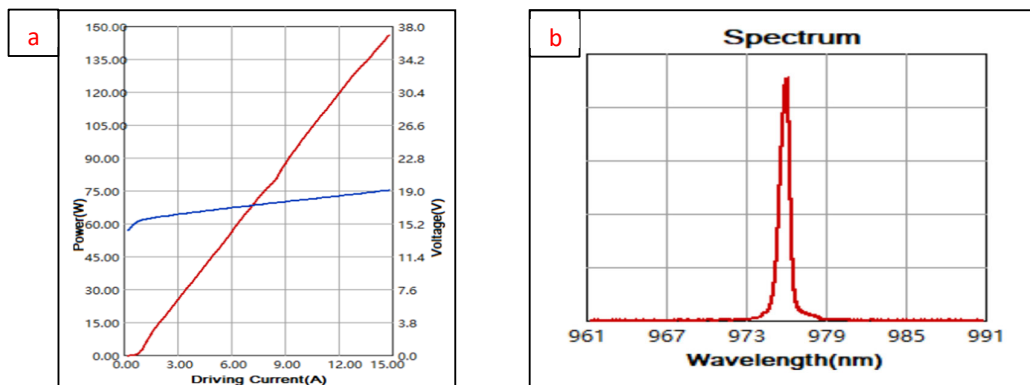 a
150.00
135.00
120.00
105.00
90.00
75.00
60.00
45.00
30.00
15.00
0.00
Power(W)
38.0
34.2
30.4
26.6
22.8
19.0
15.2
11.4
7.6
3.8
0.0
Voltage(V)
0.00 3.00 6.00 9.00 12.00 15.00
Driving Current(A)
b
Spectrum
961 967 973 979 985 991
Wavelength(nm)